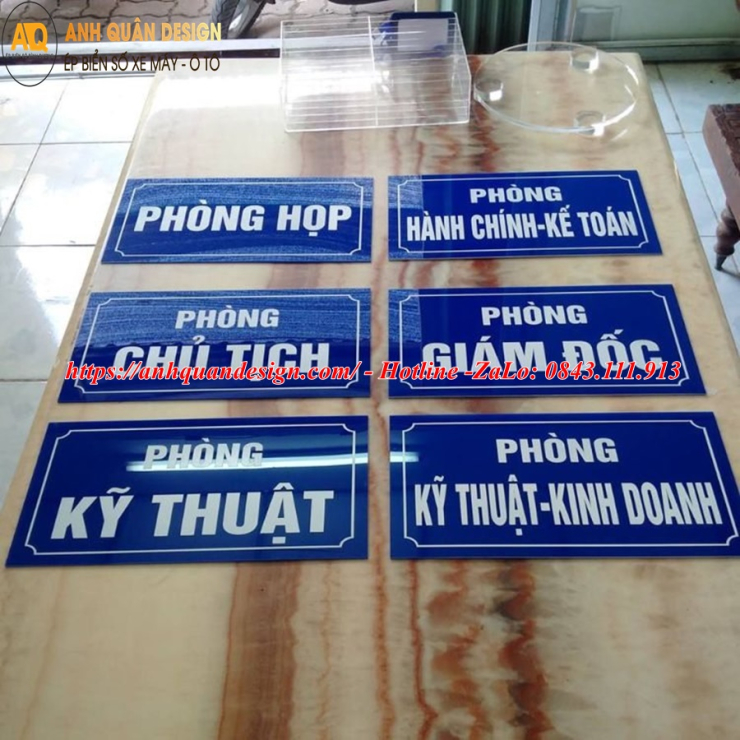 AQ
ANH QUÂN DESIGN
ÉP BIỂN SỐ XE MÁY - Ô TÔ
PHÒNG HỌP
PHÒNG
HÀNH CHÍNH-KẾ TOÁN
PHÒNG
CHỦ TỊCH
PHÒNG
GIÁM ĐỐC
https://anhquandesign.com/ - Hotline -ZaLo: 0843.111.913
PHÒNG
KỸ THUẬT
PHÒNG
KỸ THUẬT-KINH DOANH